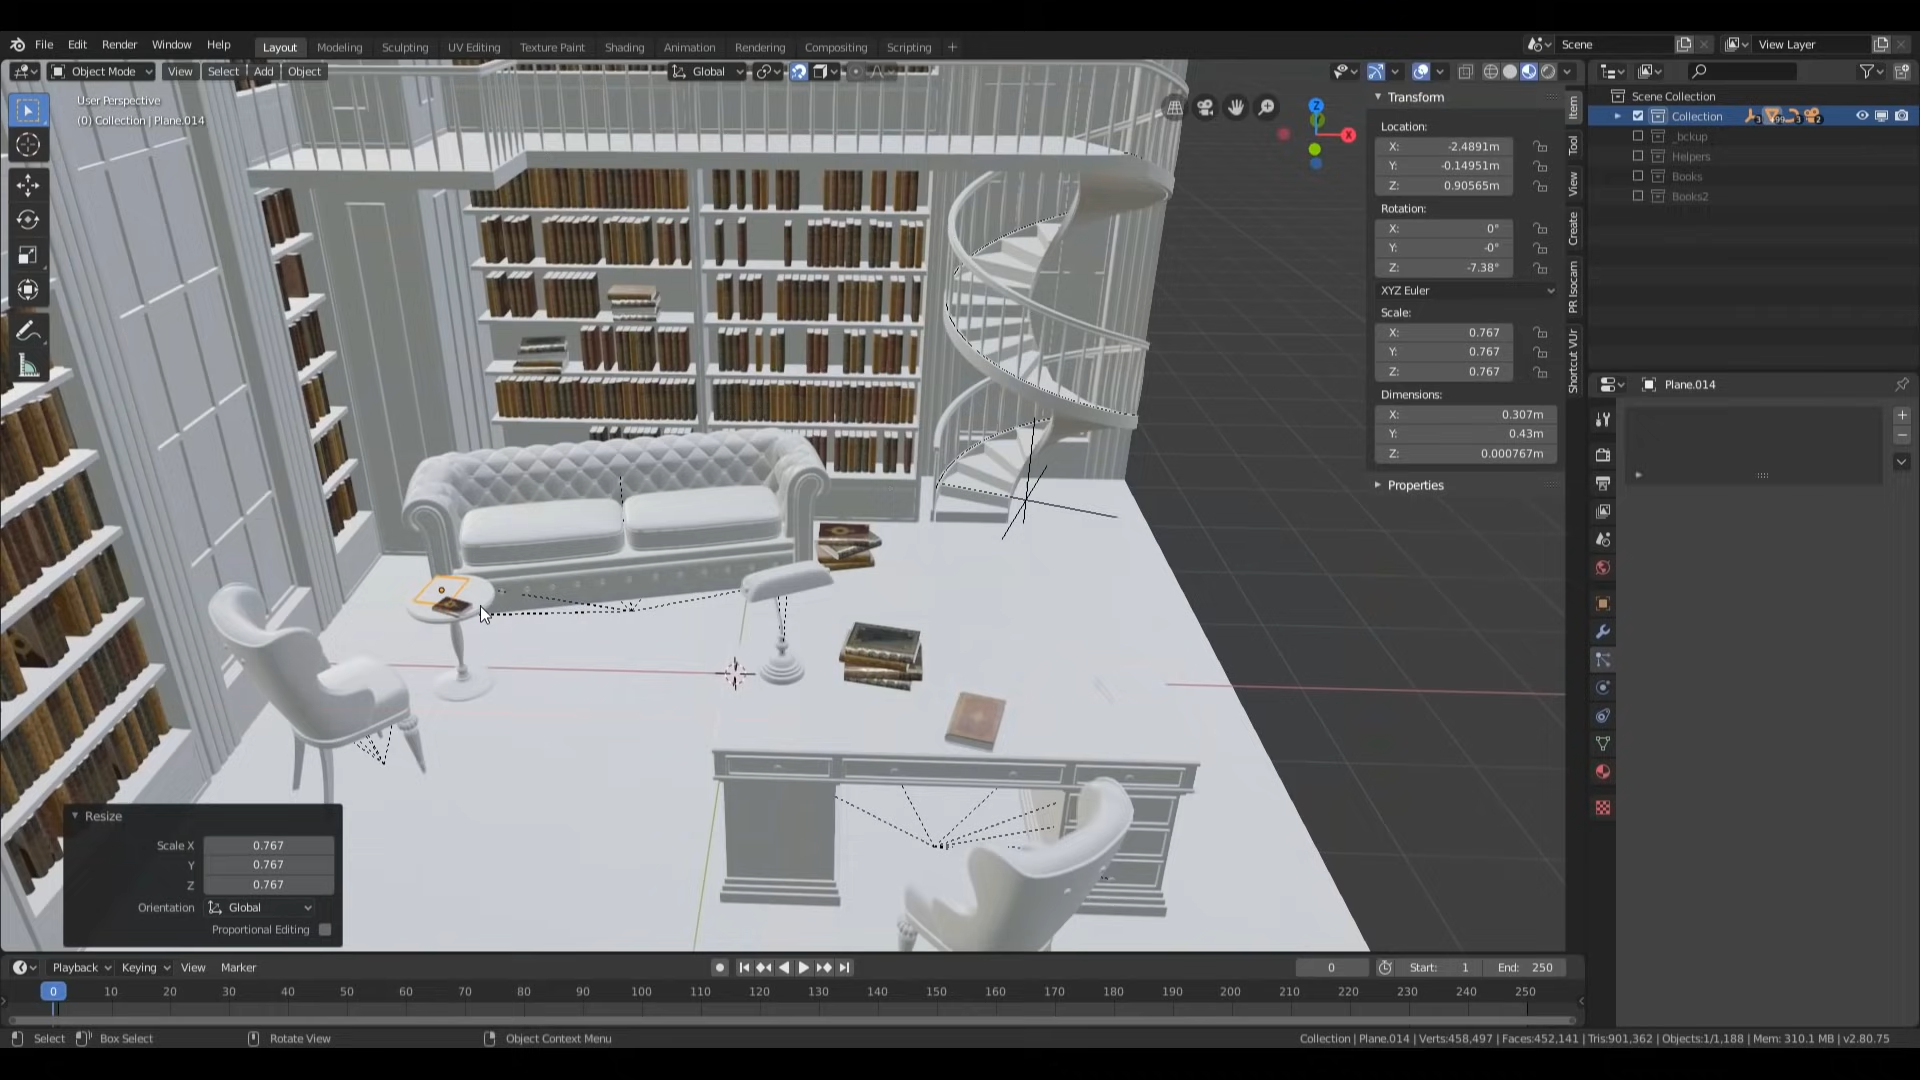 File Edit Render Window Help Layout Modeling Sculpting UV Editing Texture Paint Shading Animation Rendering Compositing Scripting + Scene View Layer
Object Mode View Select Add Object Global
User Perspective
(0) Collection | Plane.014
Z
X
Transform
Location:
X: -2.4891m
Y: -0.14951m
Z: 0.90565m
Rotation:
X: 0°
Y: -0°
Z: -7.38°
XYZ Euler
Scale:
X: 0.767
Y: 0.767
Z: 0.767
Dimensions:
X: 0.307m
Y: 0.43m
Z: 0.000767m
Properties
Item
Tool
View
Create
PR Isocam
Shortcut VUr
Scene Collection
Collection
_bckup
Helpers
Books
Books2
Plane.014
Resize
Scale X 0.767
Y 0.767
Z 0.767
Orientation Global
Proportional Editing
Playback Keying View Marker 0 Start: 1 End: 250
0 10 20 30 40 50 60 70 80 90 100 110 120 130 140 150 160 170 180 190 200 210 220 230 240 250
Select Box Select Rotate View Object Context Menu Collection | Plane.014 | Verts:458,497 | Faces:452,141 | Tris:901,362 | Objects:1/1,188 | Mem: 310.1 MB | v2.80.75